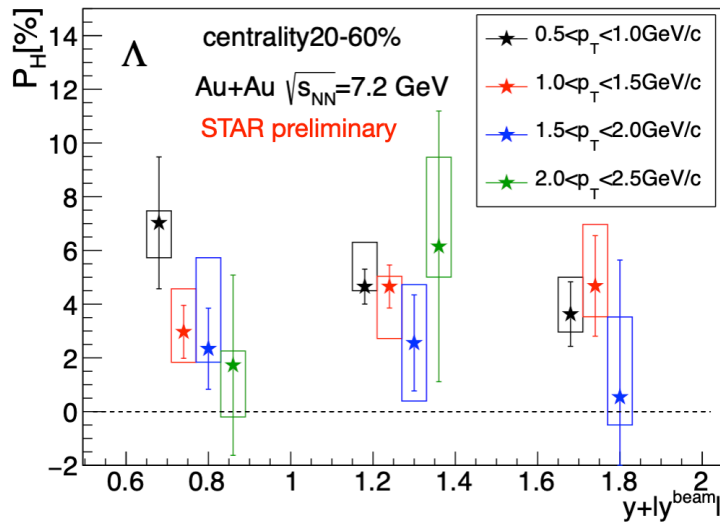 P_H[%]
14
12
10
8
6
4
2
0
−2
Λ
centrality20-60%
Au+Au √s_NN=7.2 GeV
STAR preliminary
0.5<p_T<1.0GeV/c
1.0<p_T<1.5GeV/c
1.5<p_T<2.0GeV/c
2.0<p_T<2.5GeV/c
0.6 0.8 1 1.2 1.4 1.6 1.8 2
y+|y^beam|